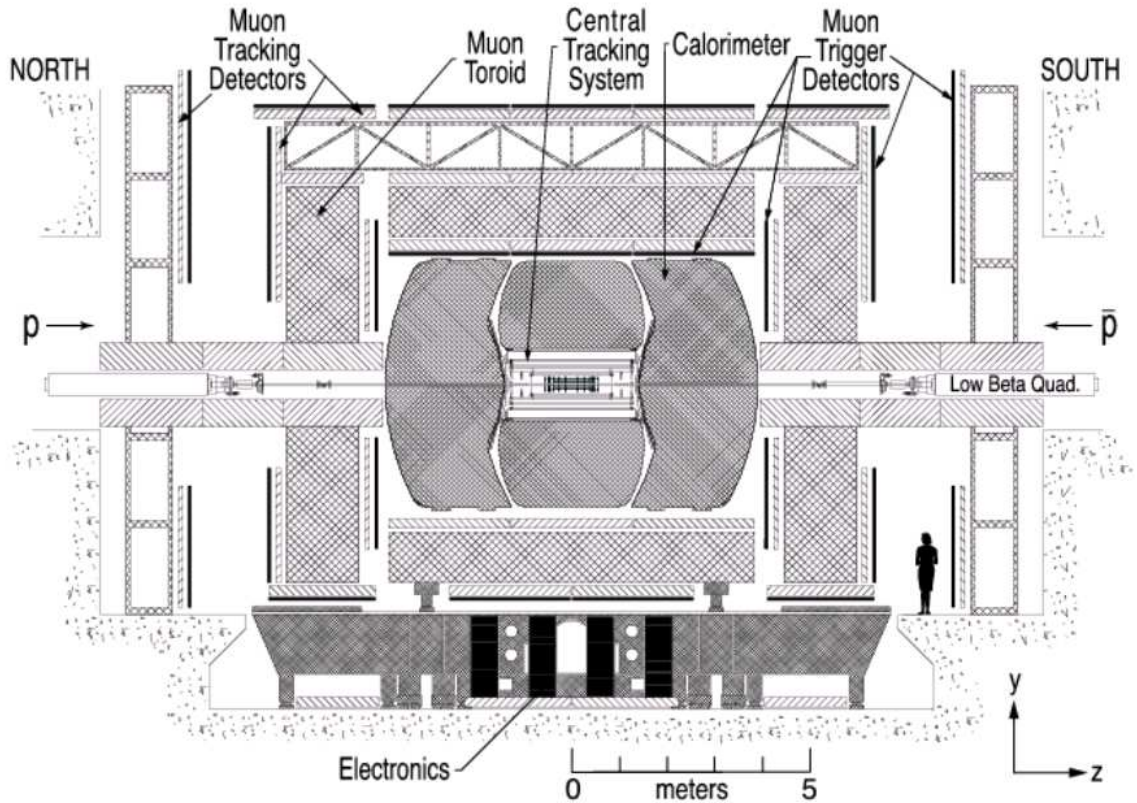 NORTH
Muon
Tracking
Detectors
Muon
Toroid
Central
Tracking
System
Calorimeter
Muon
Trigger
Detectors
SOUTH
p
p̄
Low Beta Quad.
Electronics
0
meters
5
y
z